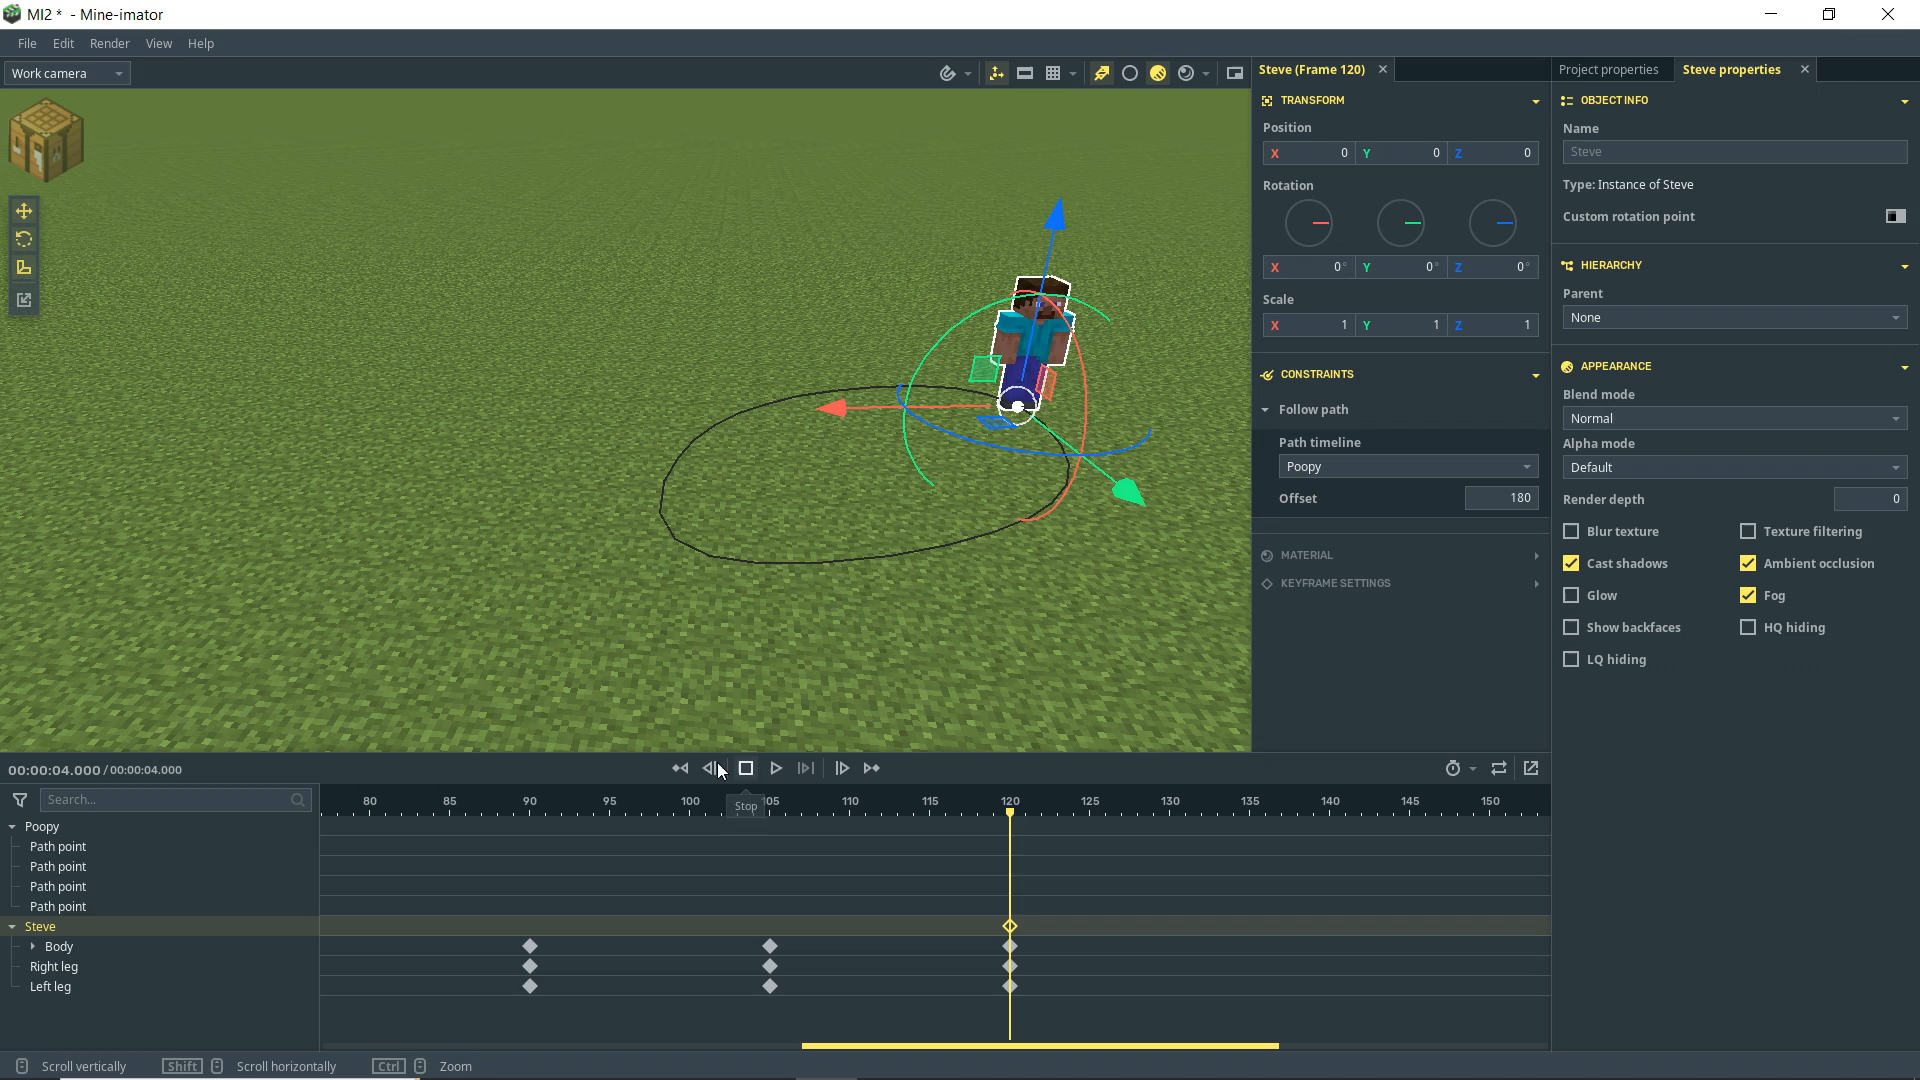 MI2 * - Mine-imator
File Edit Render View Help
Work camera
Steve (Frame 120)
Project properties
Steve properties
TRANSFORM
Position
X 0 Y 0 Z 0
Rotation
X 0° Y 0° Z 0°
Scale
X 1 Y 1 Z 1
CONSTRAINTS
Follow path
Path timeline
Poopy
Offset 180
MATERIAL
KEYFRAME SETTINGS
OBJECT INFO
Name
Steve
Type: Instance of Steve
Custom rotation point
HIERARCHY
Parent
None
APPEARANCE
Blend mode
Normal
Alpha mode
Default
Render depth 0
Blur texture Texture filtering
Cast shadows Ambient occlusion
Glow Fog
Show backfaces HQ hiding
LQ hiding
00:00:04.000 / 00:00:04.000
Search...
80 85 90 95 100 105 110 115 120 125 130 135 140 145 150
Stop
Poopy
Path point
Path point
Path point
Path point
Steve
Body
Right leg
Left leg
Scroll vertically Shift Scroll horizontally Ctrl Zoom